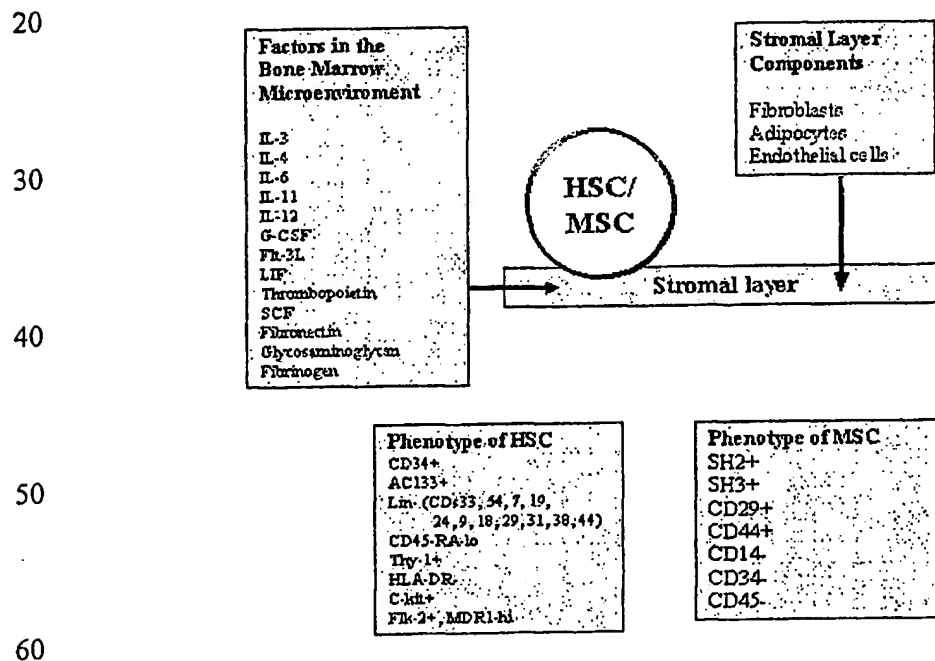 20
Factors in the
Bone Marrow
Microenviroment
IL-3
IL-4
IL-6
IL-11
IL-12
G-CSF
Flt-3L
LIF
Thrombopoietin
SCF
Fibronectin
Glycosaminoglycan
Fibrinogen
Stromal Layer
Components
Fibroblasts
Adipocytes
Endothelial cells
30
HSC/
MSC
Stromal layer
40
Phenotype of HSC
CD34+
AC133+
Lin- (CDs33, 54, 7, 19,
24, 9, 18, 29, 31, 38, 44)
CD45-RA-lo
Thy-1+
HLA-DR-
C-kit+
Flk-2+, MDR1-hi
Phenotype of MSC
SH2+
SH3+
CD29+
CD44+
CD14-
CD34-
CD45-
50
60